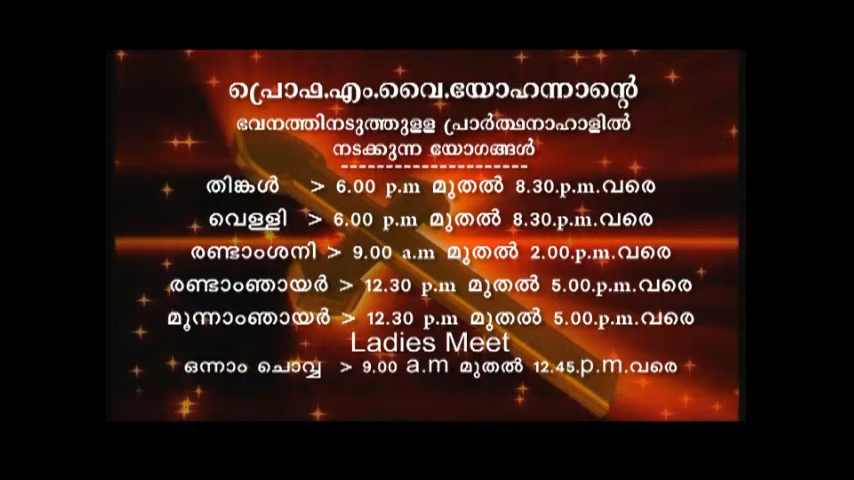 പ്രൊഫ.എം.വൈ.യോഹന്നാന്റെ
ഭവനത്തിനടുത്തുളള പ്രാർത്ഥനാഹാളിൽ
നടക്കുന്ന യോഗങ്ങൾ
----------------------
തിങ്കൾ > 6.00 p.m മുതൽ 8.30.p.m.വരെ
വെള്ളി > 6.00 p.m മുതൽ 8.30.p.m.വരെ
രണ്ടാംശനി > 9.00 a.m മുതൽ 2.00.p.m.വരെ
രണ്ടാംഞായർ > 12.30 p.m മുതൽ 5.00.p.m.വരെ
മൂന്നാംഞായർ > 12.30 p.m മുതൽ 5.00.p.m.വരെ
Ladies Meet
ഒന്നാം ചൊവ്വ > 9.00 a.m മുതൽ 12.45.p.m.വരെ